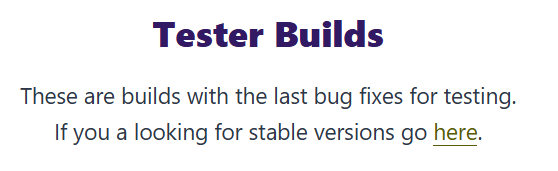 Tester Builds
These are builds with the last bug fixes for testing.
If you a looking for stable versions go here.